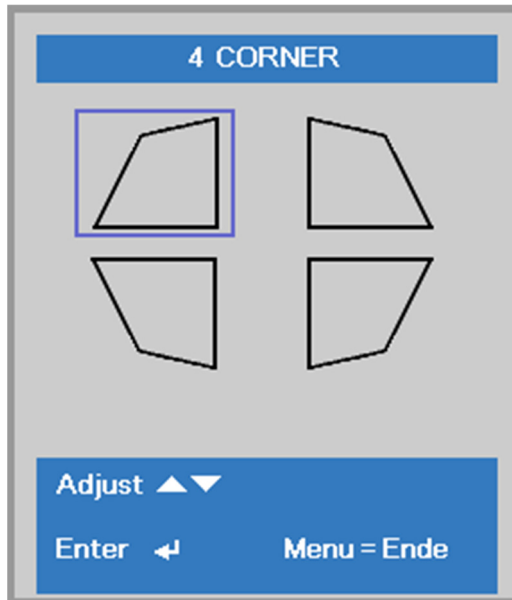 4 CORNER
Adjust ▲▼
Enter ↵
Menu = Ende